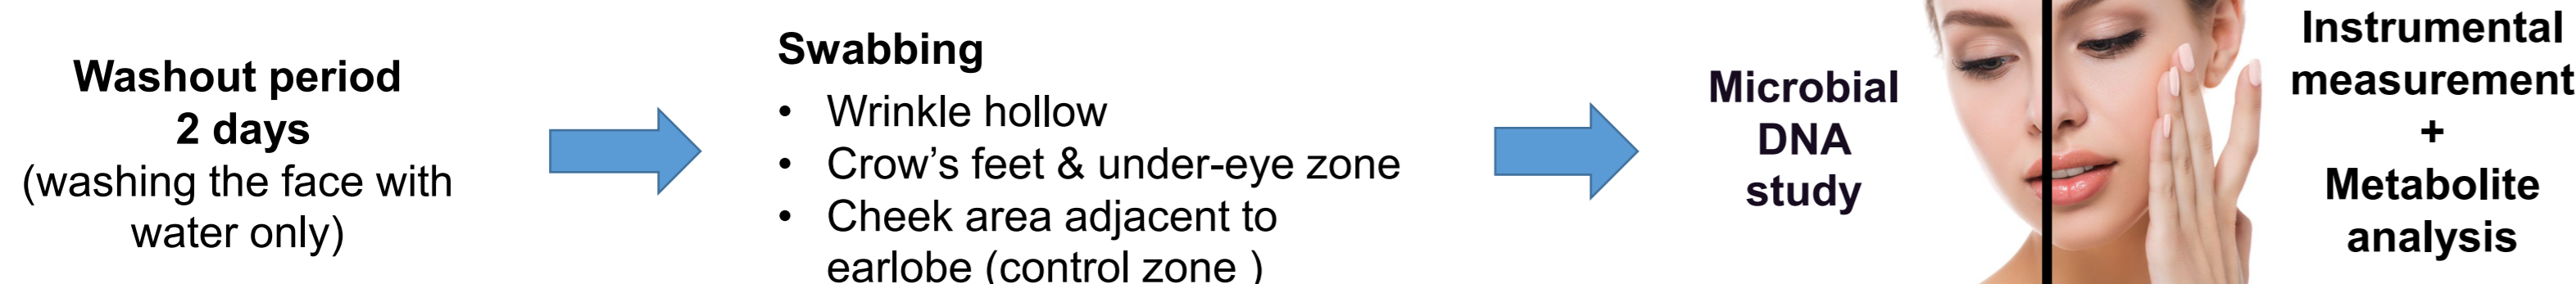 Washout period
2 days
(washing the face with
water only)
Swabbing
• Wrinkle hollow
• Crow’s feet & under-eye zone
• Cheek area adjacent to
earlobe (control zone )
Microbial
DNA
study
Instrumental
measurement
+
Metabolite
analysis